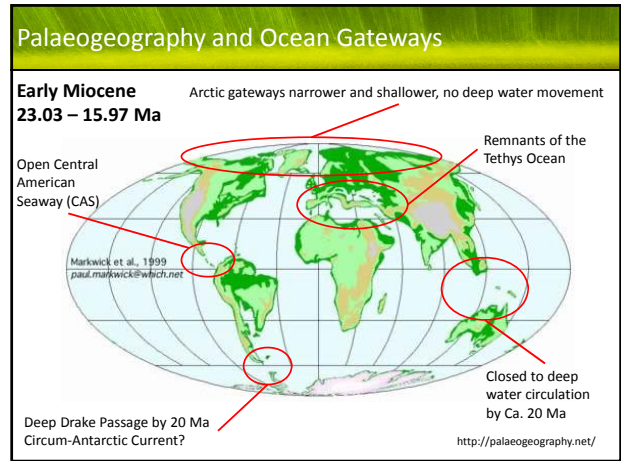 Palaeogeography and Ocean Gateways
Early Miocene
23.03 – 15.97 Ma
Arctic gateways narrower and shallower, no deep water movement
Remnants of the
Tethys Ocean
Open Central
American
Seaway (CAS)
Markwick et al., 1999
paul.markwick@which.net
Closed to deep
water circulation
by Ca. 20 Ma
Deep Drake Passage by 20 Ma
Circum-Antarctic Current?
http://palaeogeography.net/